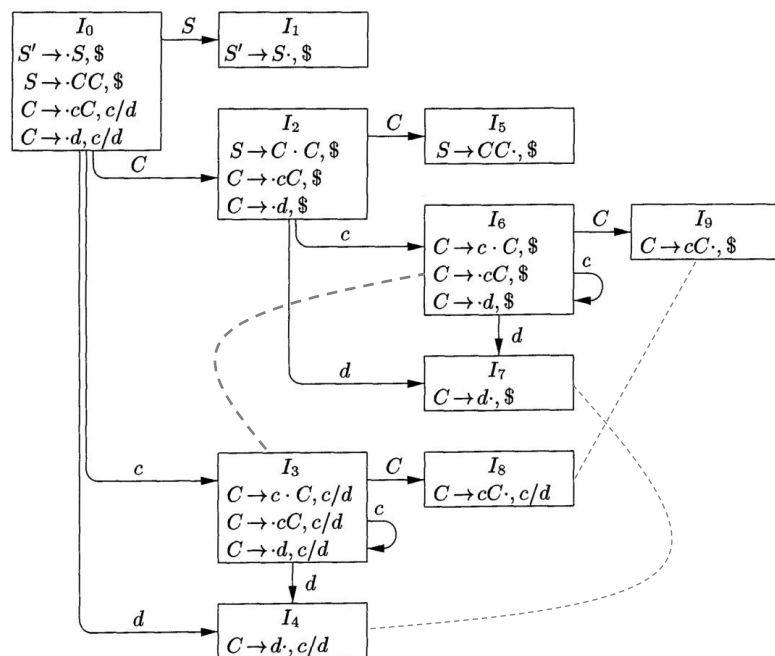 I₀
S' → ·S, $
S → ·CC, $
C → ·cC, c/d
C → ·d, c/d
S
I₁
S' → S·, $
C
I₂
S → C · C, $
C → ·cC, $
C → ·d, $
C
I₅
S → CC·, $
c
I₆
C → c · C, $
C → ·cC, $
C → ·d, $
C
I₉
C → cC·, $
c
d
d
I₇
C → d·, $
c
I₃
C → c · C, c/d
C → ·cC, c/d
C → ·d, c/d
C
I₈
C → cC·, c/d
c
d
d
I₄
C → d·, c/d